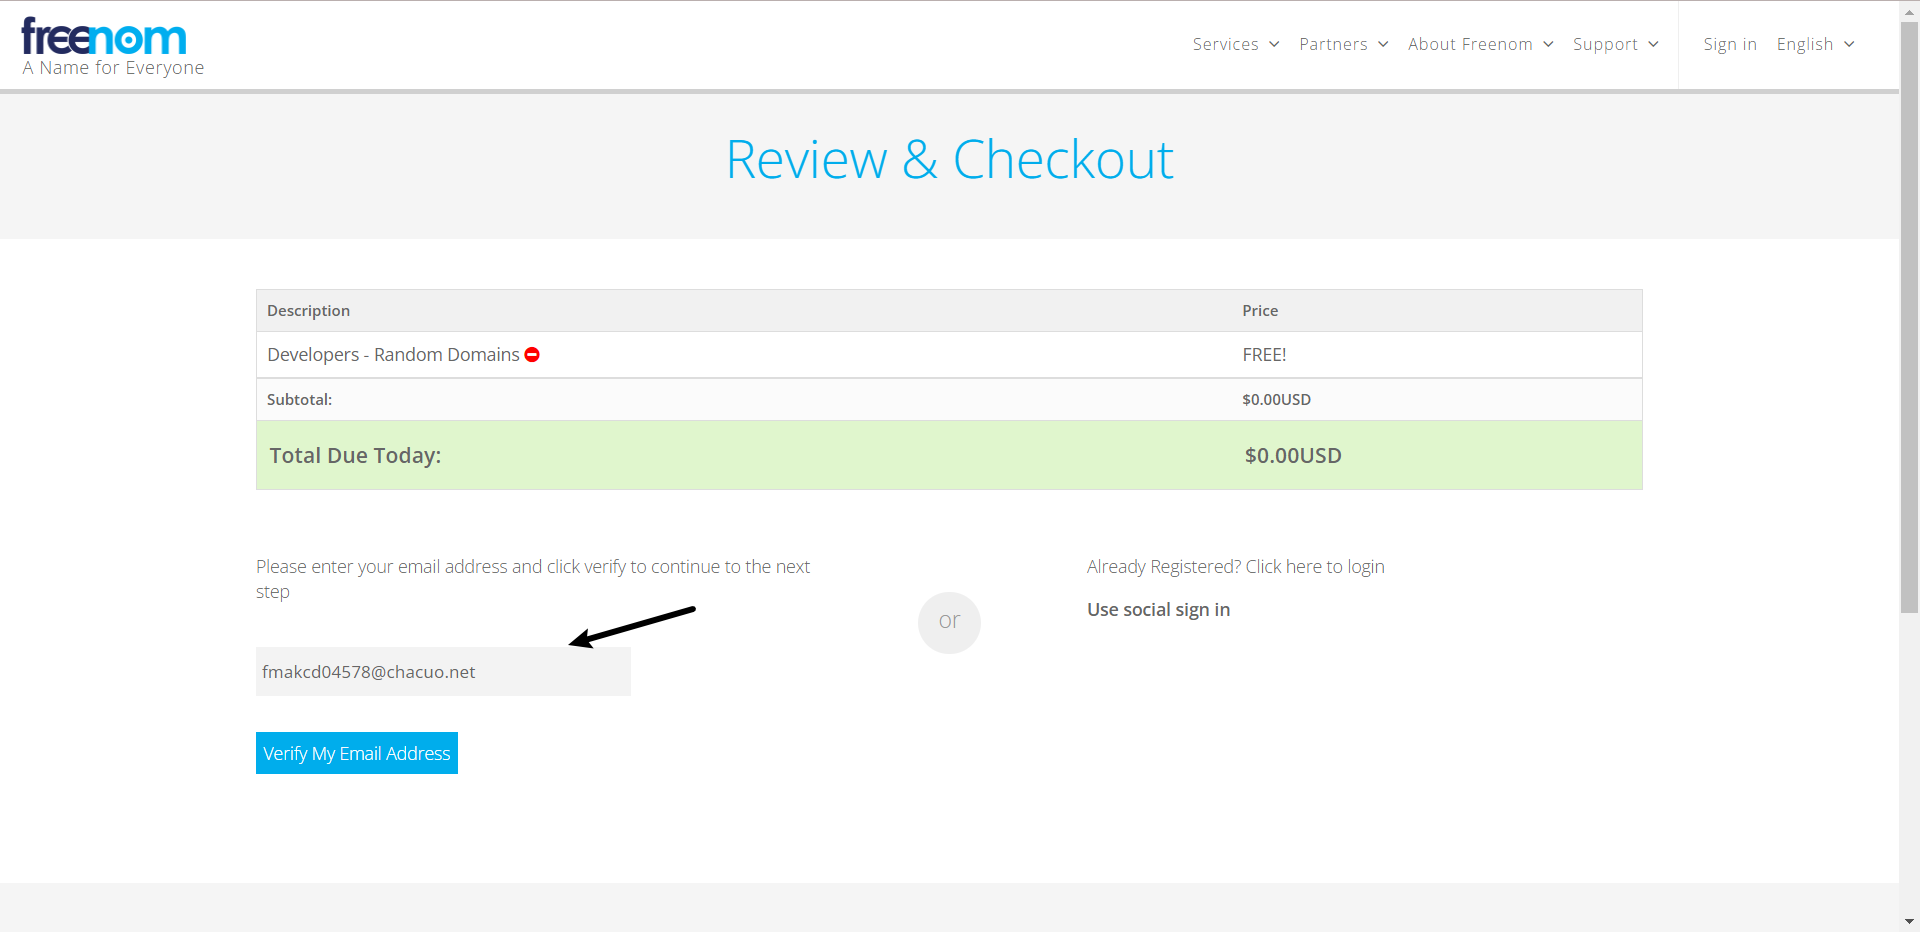 freenom
A Name for Everyone
Services Partners About Freenom Support Sign in English
Review & Checkout
Description Price
Developers - Random Domains FREE!
Subtotal: $0.00USD
Total Due Today: $0.00USD
Please enter your email address and click verify to continue to the next
step
fmakcd04578@chacuo.net
Verify My Email Address
or
Already Registered? Click here to login
Use social sign in